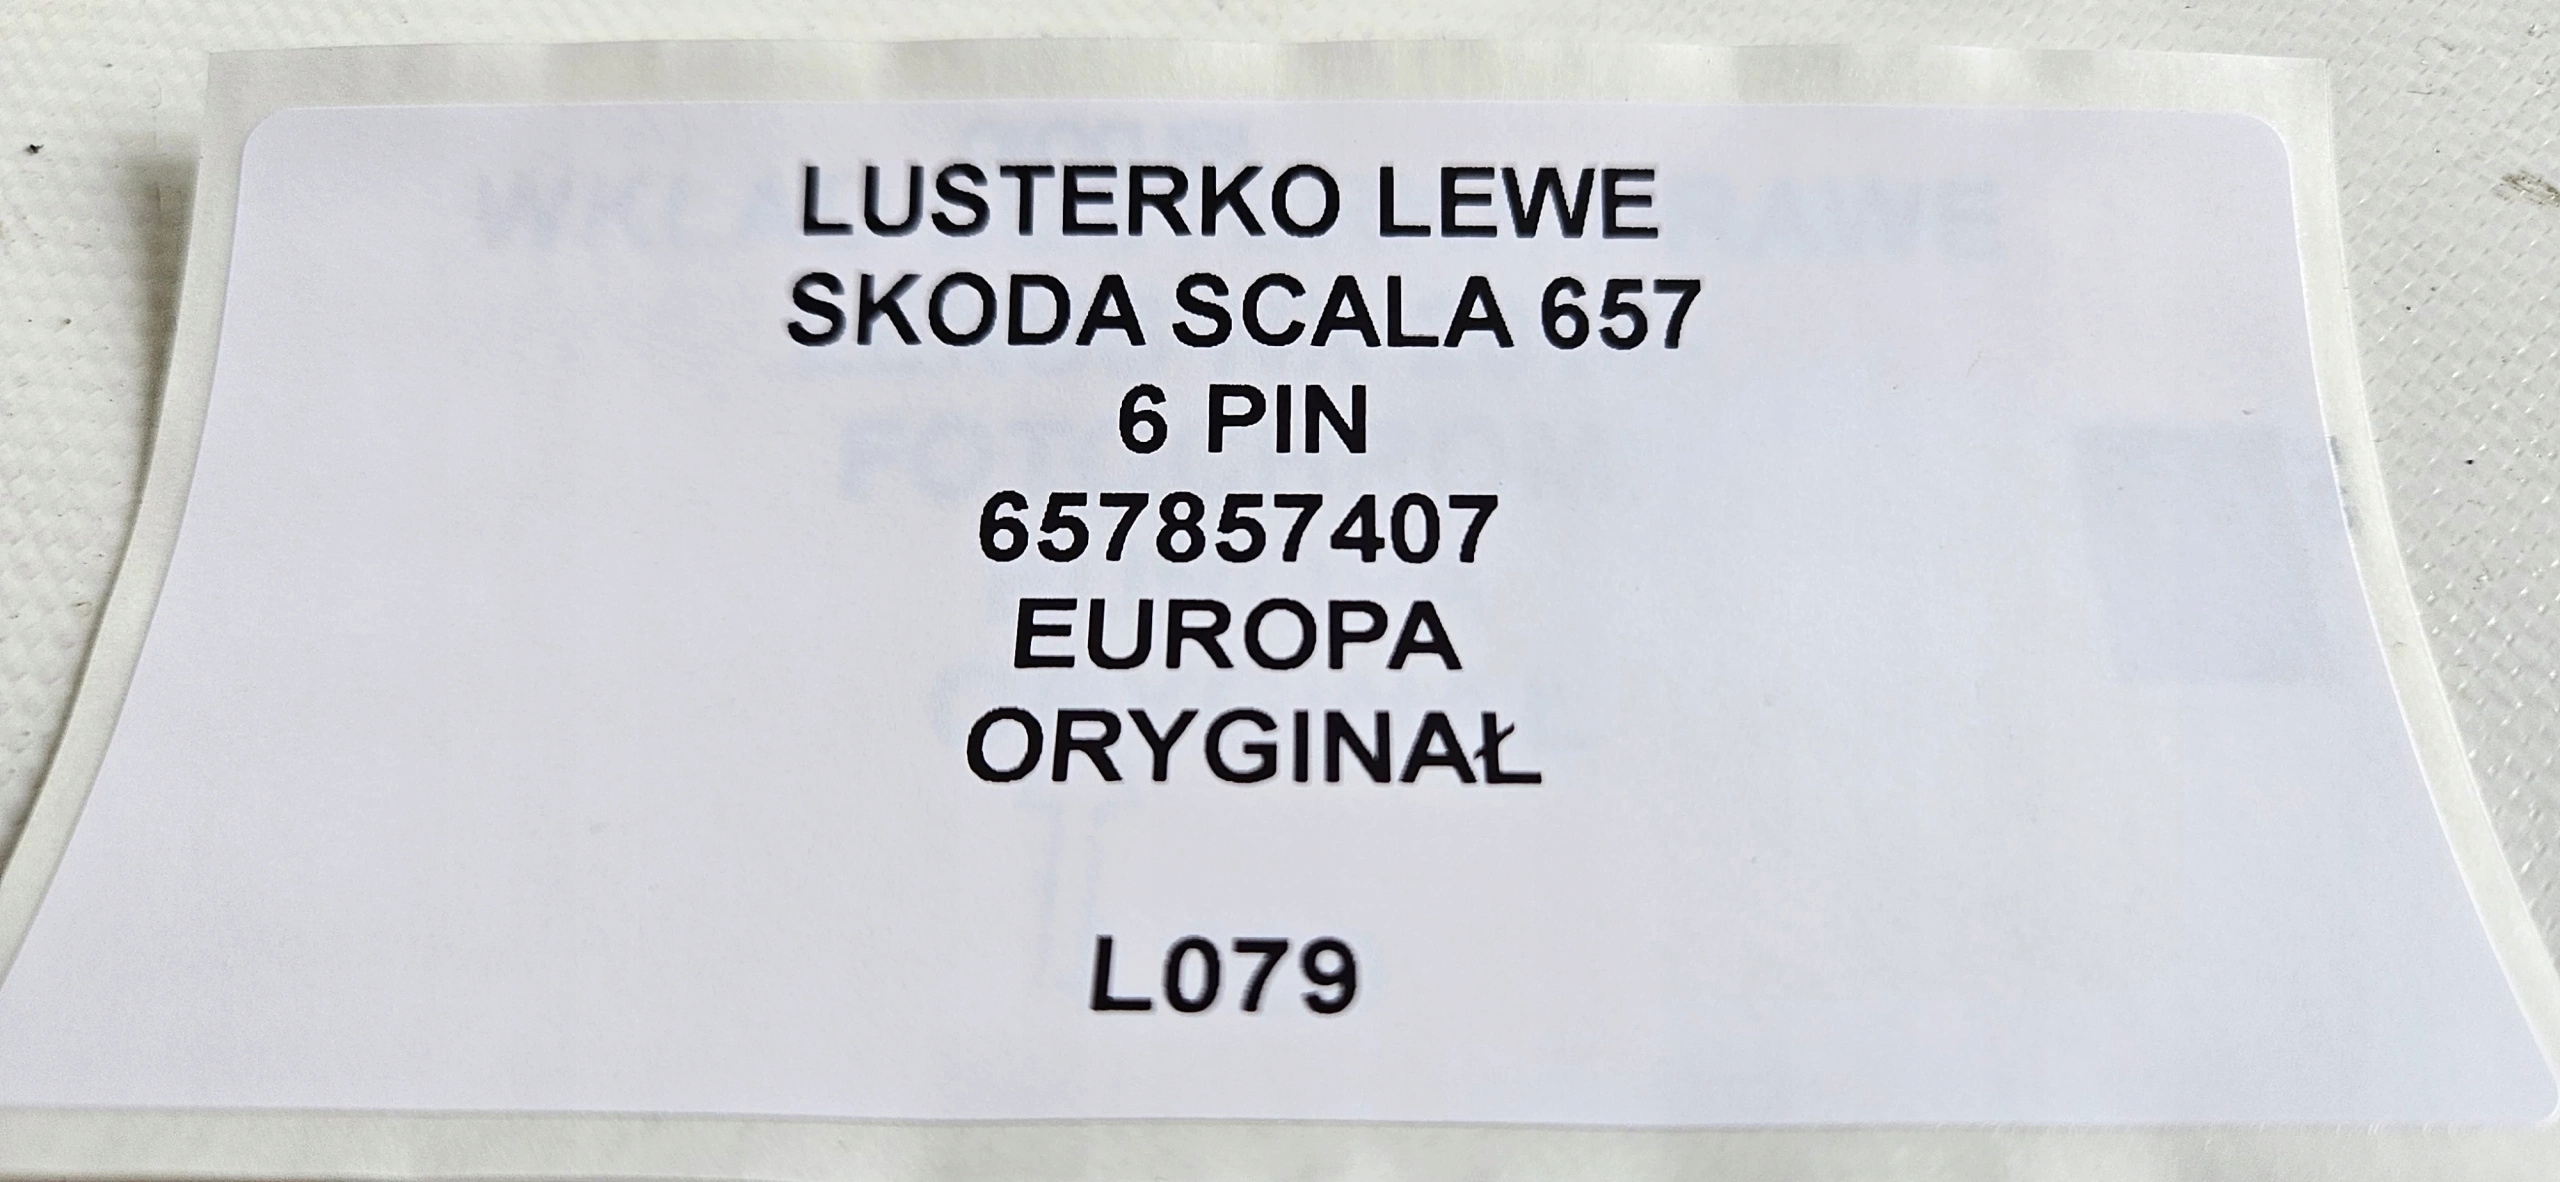 LUSTERKO LEWE
SKODA SCALA 657
6 PIN
657857407
EUROPA
ORYGINAŁ
L079